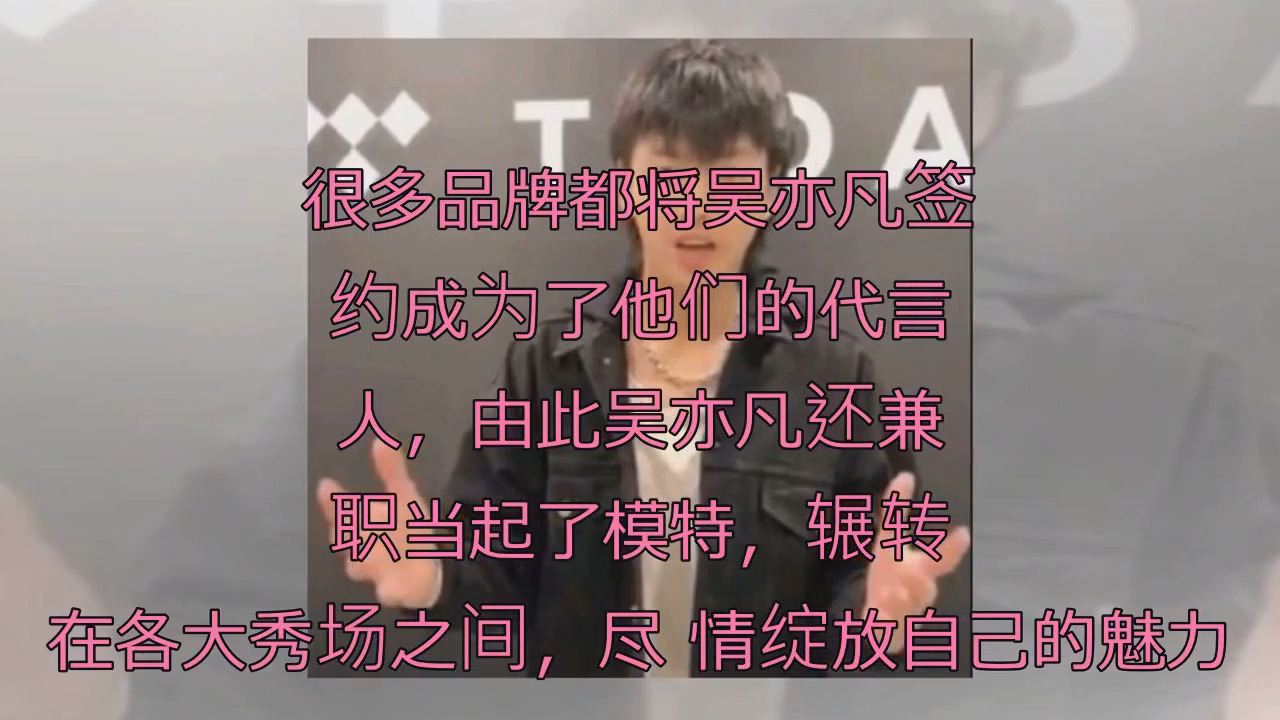 T DA
很多品牌都将吴亦凡签
约成为了他们的代言
人，由此吴亦凡还兼
职当起了模特，辗转
在各大秀场之间，尽 情绽放自己的魅力